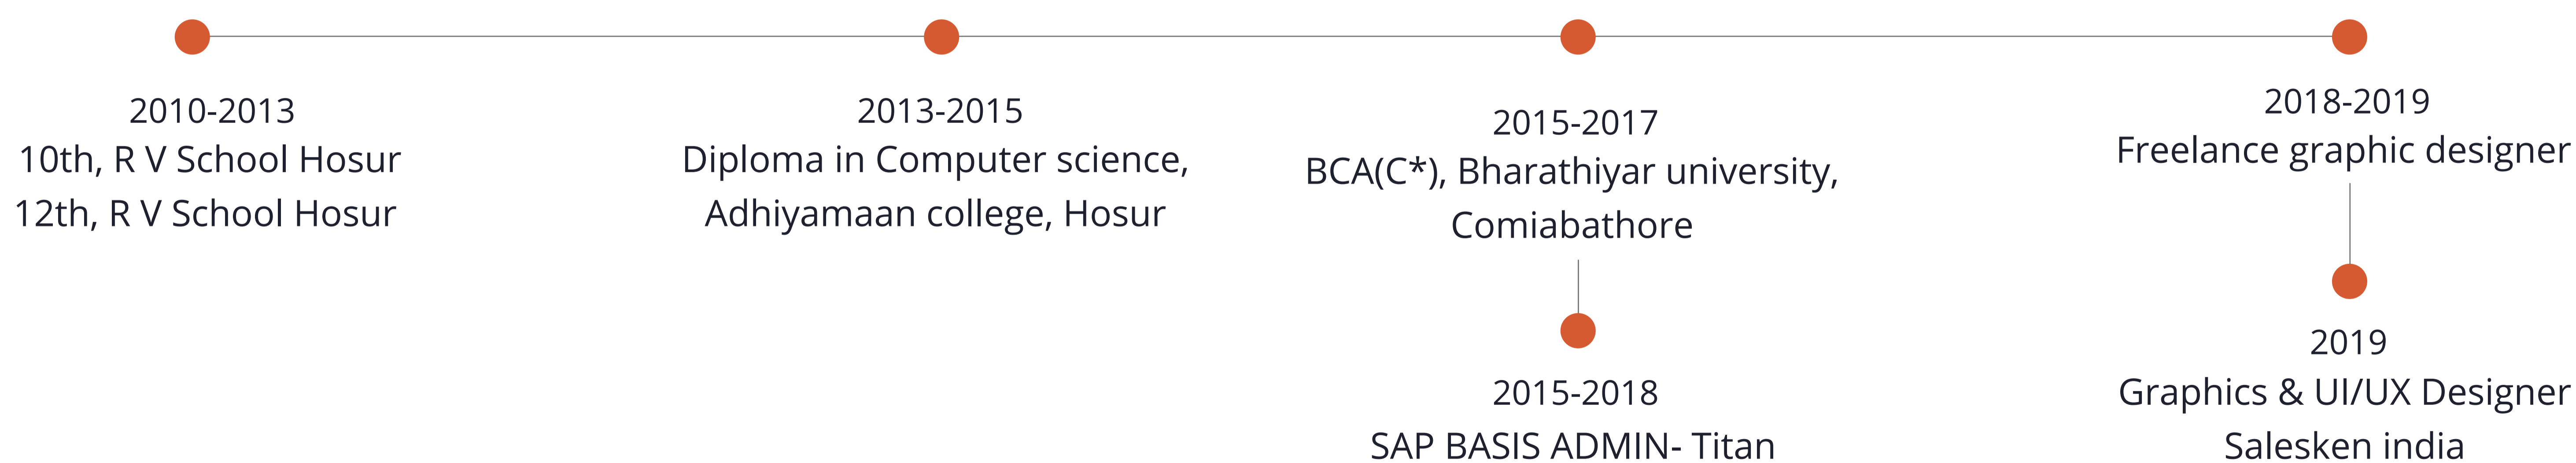 2010-2013
10th, R V School Hosur
12th, R V School Hosur
2013-2015
Diploma in Computer science,
Adhiyamaan college, Hosur
2015-2017
BCA(C*), Bharathiyar university,
Comiabathore
2015-2018
SAP BASIS ADMIN- Titan
2018-2019
Freelance graphic designer
2019
Graphics & UI/UX Designer
Salesken india